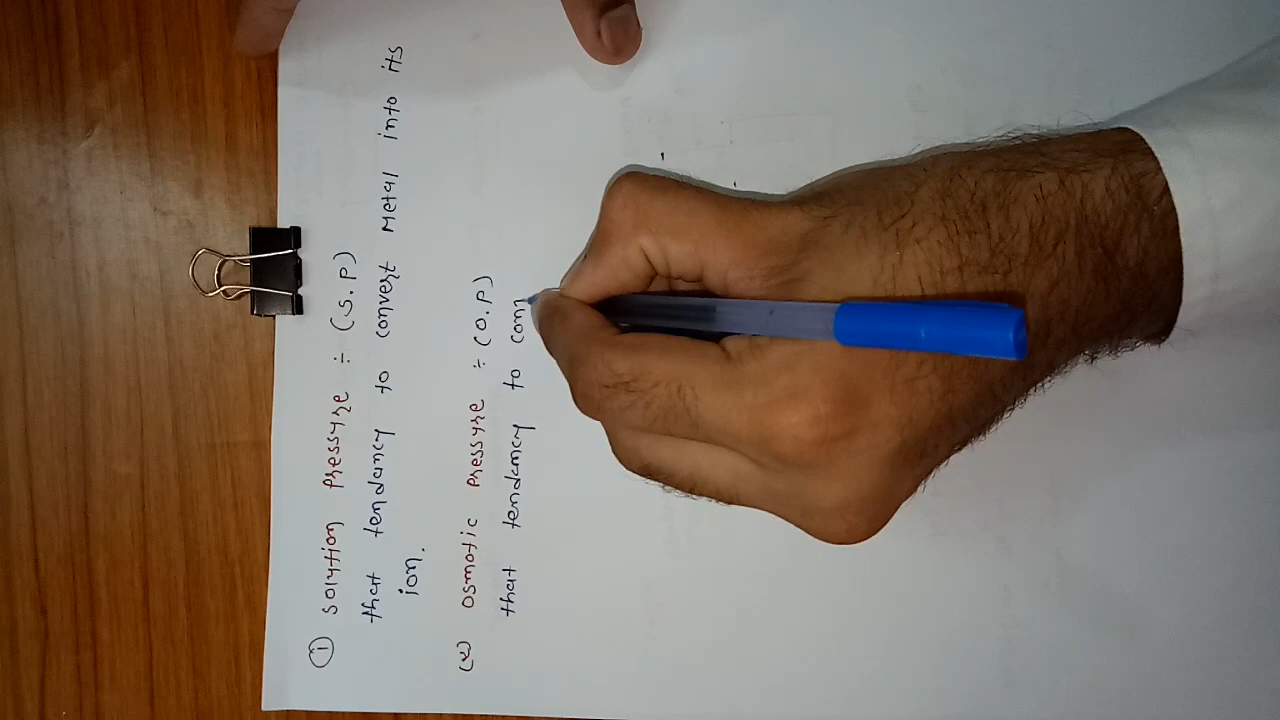 ① Solution Pressure ÷ (S.P)
that tendency to convert Metal into its
ion.
(2) Osmotic Pressure ÷ (O.P)
that tendency to con